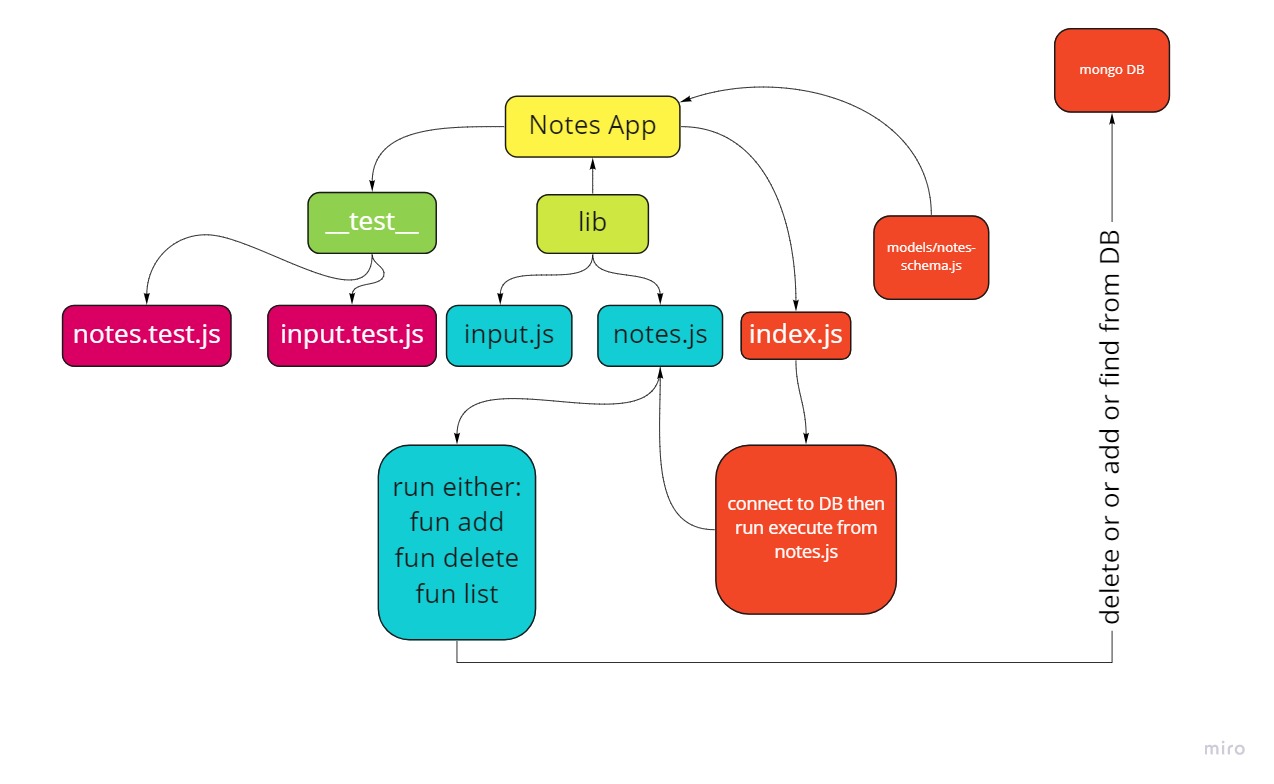 mongo DB
Notes App
__test__
lib
models/notes-
schema.js
notes.test.js
input.test.js
input.js
notes.js
index.js
delete or or add or find from DB
run either:
fun add
fun delete
fun list
connect to DB then
run execute from
notes.js
miro